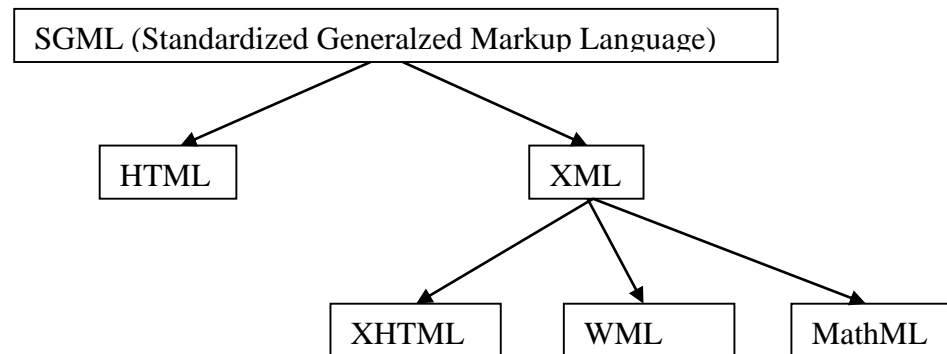 SGML (Standardized Generalzed Markup Language)
HTML
XML
XHTML
WML
MathML